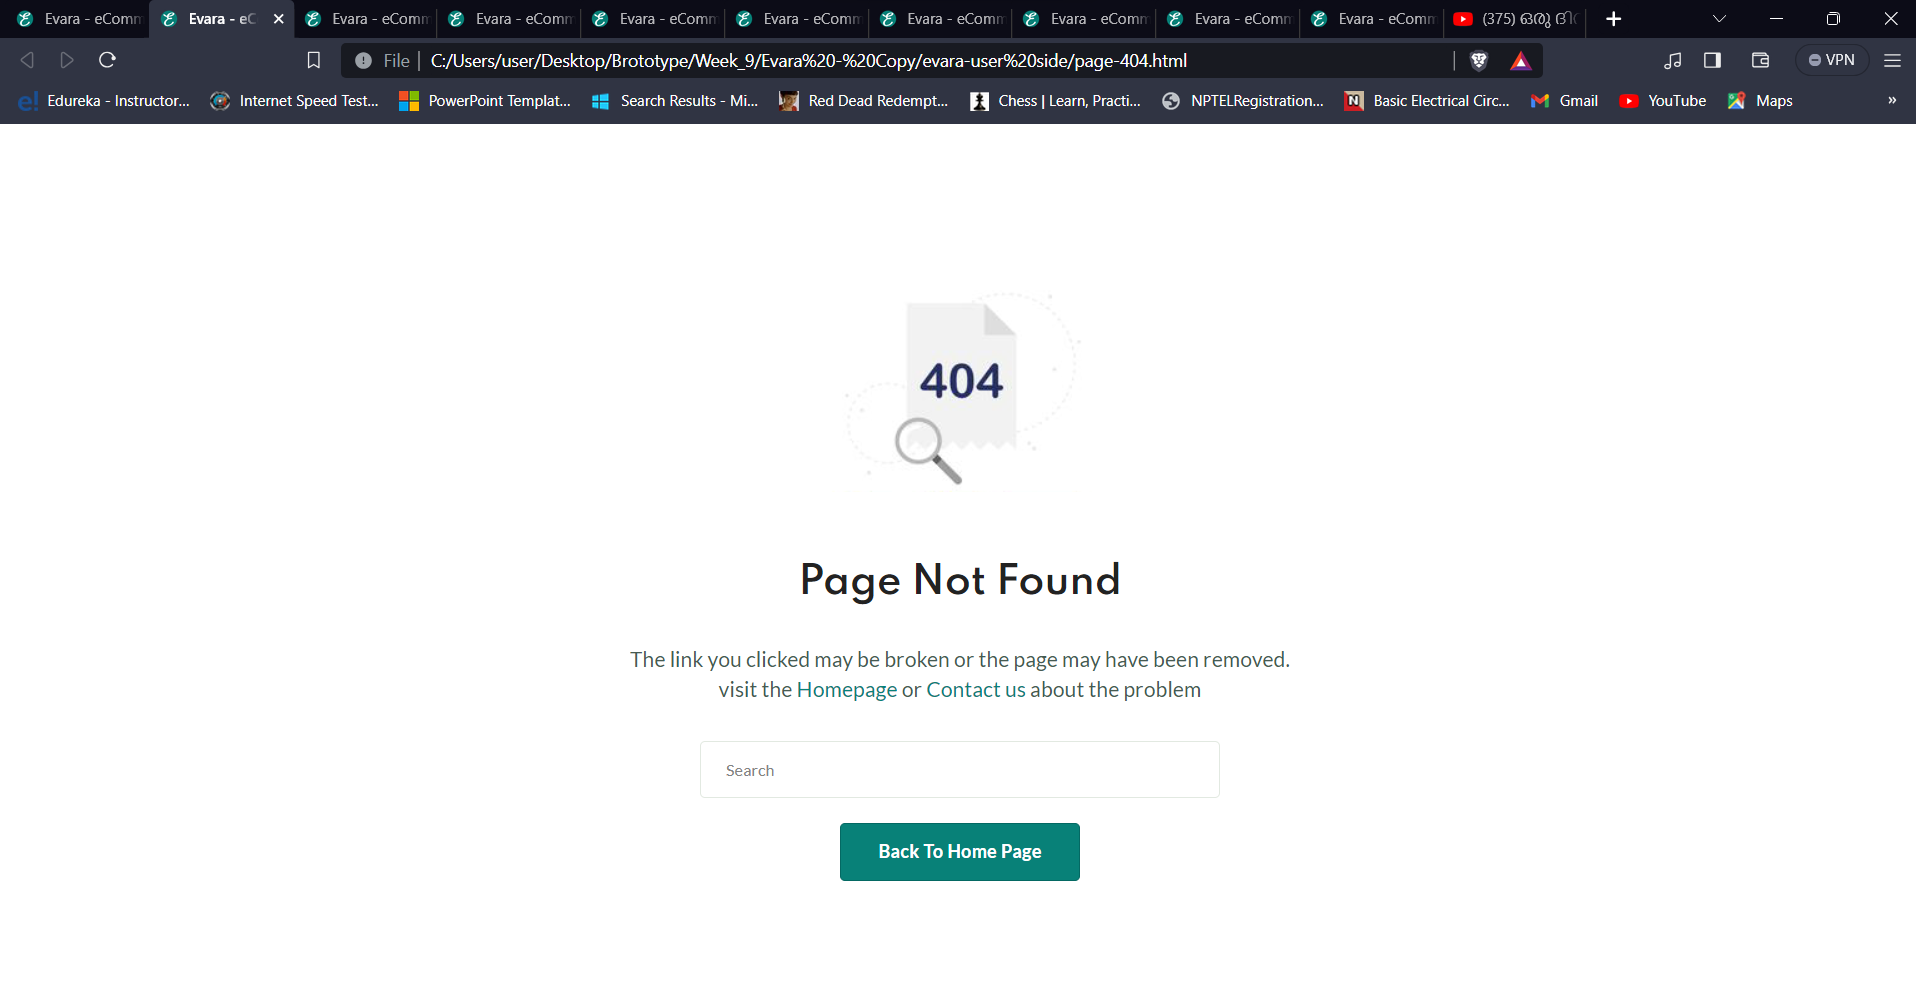 Evara - eComm
Evara - eC
Evara - eComm
Evara - eComm
Evara - eComm
Evara - eComm
Evara - eComm
Evara - eComm
Evara - eComm
Evara - eComm
(375) ഒരു
File
C:/Users/user/Desktop/Brototype/Week_9/Evara%20-%20Copy/evara-user%20side/page-404.html
VPN
Edureka - Instructor...
Internet Speed Test...
PowerPoint Templat...
Search Results - Mi...
Red Dead Redempt...
Chess | Learn, Practi...
NPTELRegistration...
Basic Electrical Circ...
Gmail
YouTube
Maps
»
404
Page Not Found
The link you clicked may be broken or the page may have been removed.
visit the Homepage or Contact us about the problem
Search
Back To Home Page